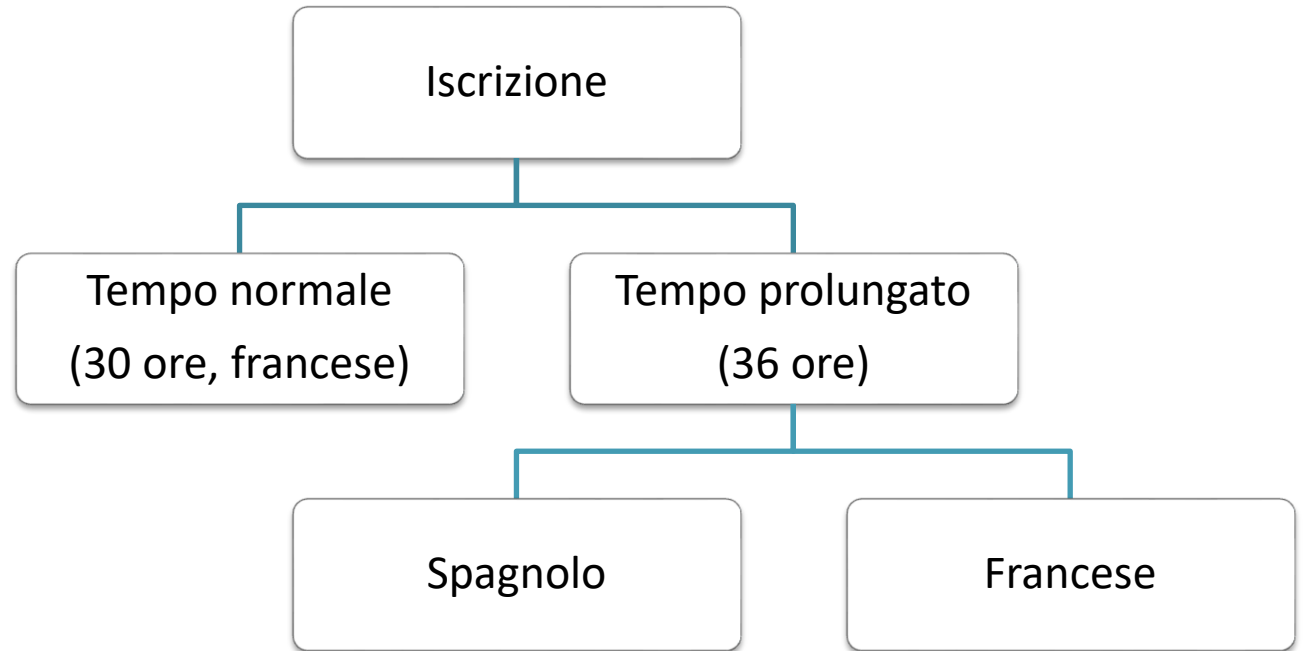 Iscrizione
Tempo normale
(30 ore, francese)
Tempo prolungato
(36 ore)
Spagnolo
Francese